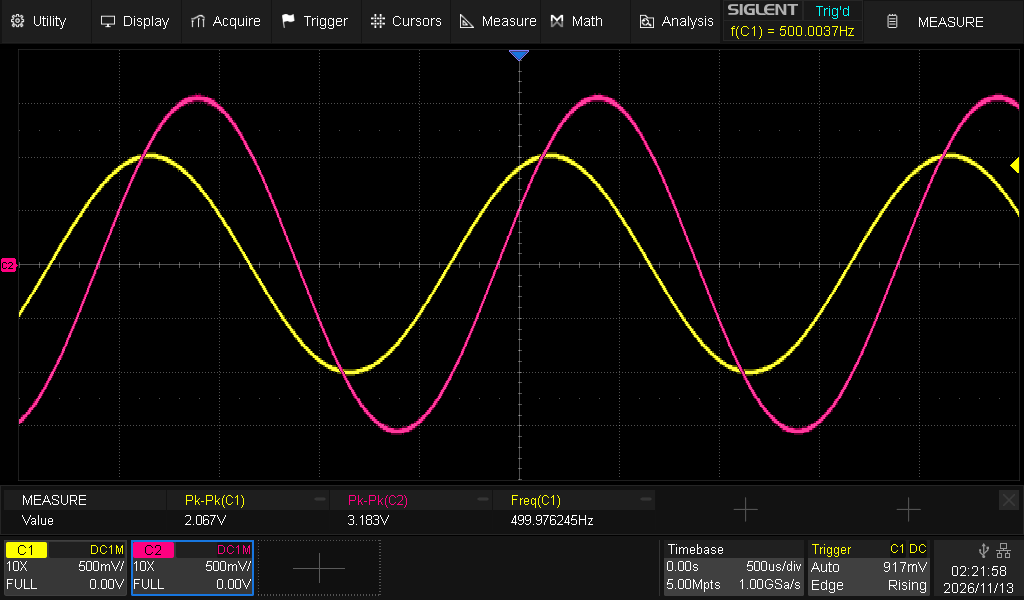 Utility Display Acquire Trigger Cursors Measure Math Analysis SIGLENT Trig'd MEASURE
f(C1) = 500.0037Hz
C2
MEASURE Pk-Pk(C1) Pk-Pk(C2) Freq(C1)
Value 2.067V 3.183V 499.976245Hz
C1 DC1M C2 DC1M Timebase Trigger C1 DC
10X 500mV/ 10X 500mV/ 0.00s 500us/div Auto 917mV 02:21:58
FULL 0.00V FULL 0.00V 5.00Mpts 1.00GSa/s Edge Rising 2026/11/13